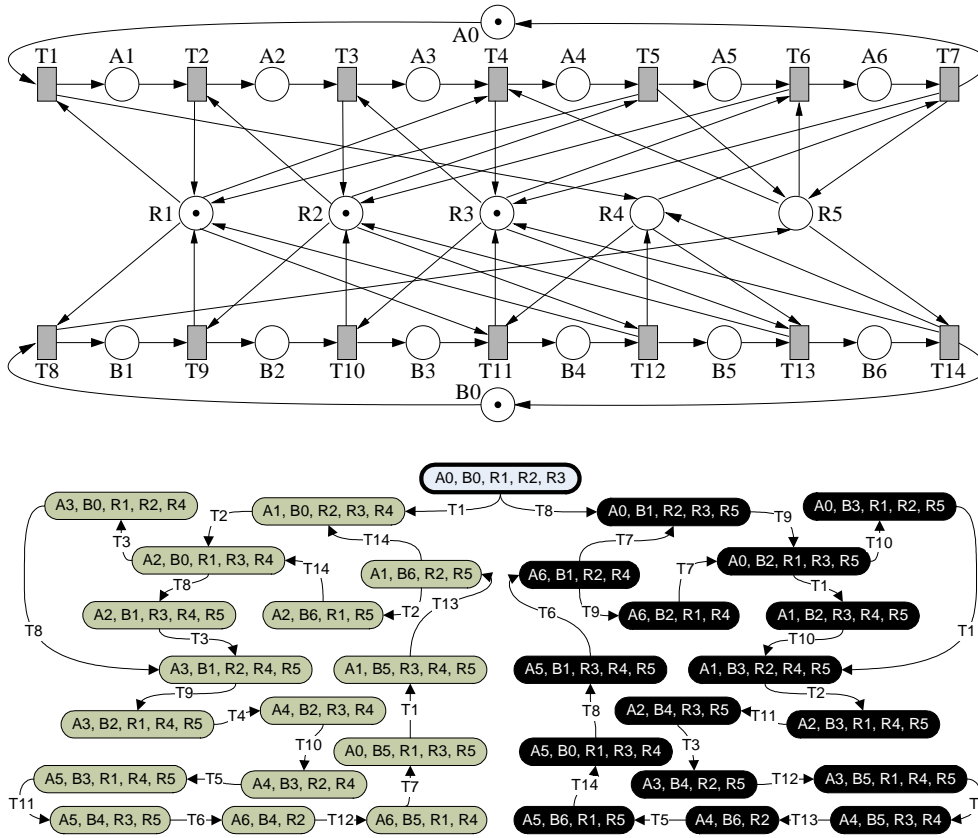 A0
T1 A1 T2 A2 T3 A3 T4 A4 T5 A5 T6 A6 T7
R1 R2 R3 R4 R5
T8 B1 T9 B2 T10 B3 T11 B4 T12 B5 T13 B6 T14
B0
A0, B0, R1, R2, R3
A3, B0, R1, R2, R4
T2
A1, B0, R2, R3, R4
T1
T8
A0, B1, R2, R3, R5
T9
A0, B3, R1, R2, R5
T3
T14
T7
T10
A2, B0, R1, R3, R4
T14
A1, B6, R2, R5
A6, B1, R2, R4
T7
A0, B2, R1, R3, R5
T8
T1
A2, B1, R3, R4, R5
A2, B6, R1, R5
T2
T13
T6
T9
A6, B2, R1, R4
A1, B2, R3, R4, R5
T8
T3
T10
T1
A3, B1, R2, R4, R5
A1, B5, R3, R4, R5
A5, B1, R3, R4, R5
A1, B3, R2, R4, R5
T9
T2
A3, B2, R1, R4, R5
T4
A4, B2, R3, R4
T1
T8
A2, B4, R3, R5
T11
A2, B3, R1, R4, R5
T10
A0, B5, R1, R3, R5
A5, B0, R1, R3, R4
T3
A5, B3, R1, R4, R5
T5
A4, B3, R2, R4
T7
T14
A3, B4, R2, R5
T12
A3, B5, R1, R4, R5
T11
A5, B4, R3, R5
T6
A6, B4, R2
T12
A6, B5, R1, R4
A5, B6, R1, R5
T5
A4, B6, R2
T13
A4, B5, R3, R5